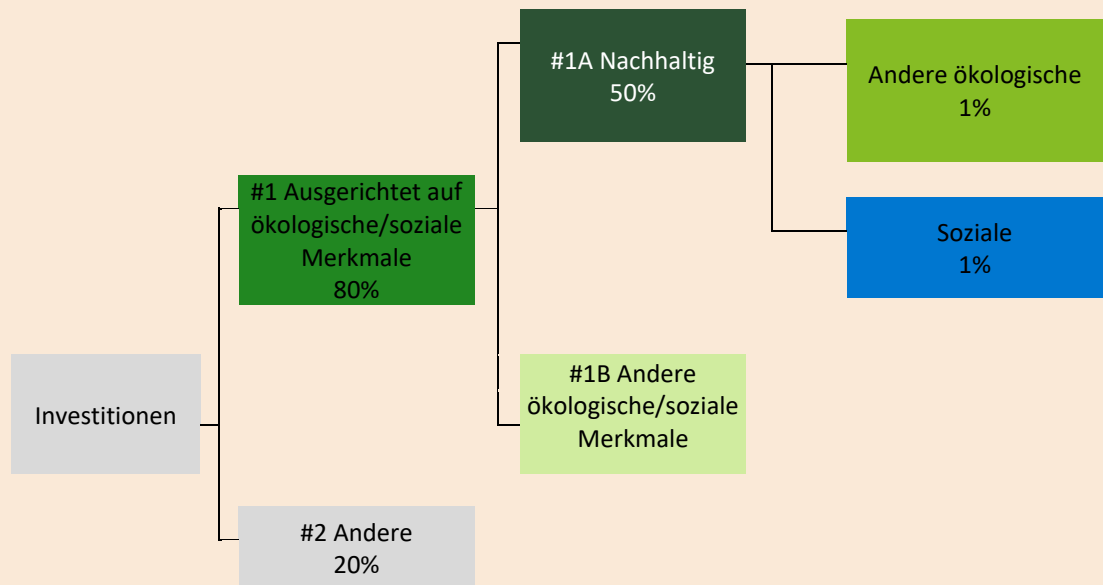 #1A Nachhaltig
50%
Andere ökologische
1%
#1 Ausgerichtet auf
ökologische/soziale
Merkmale
80%
Soziale
1%
Investitionen
#1B Andere
ökologische/soziale
Merkmale
#2 Andere
20%